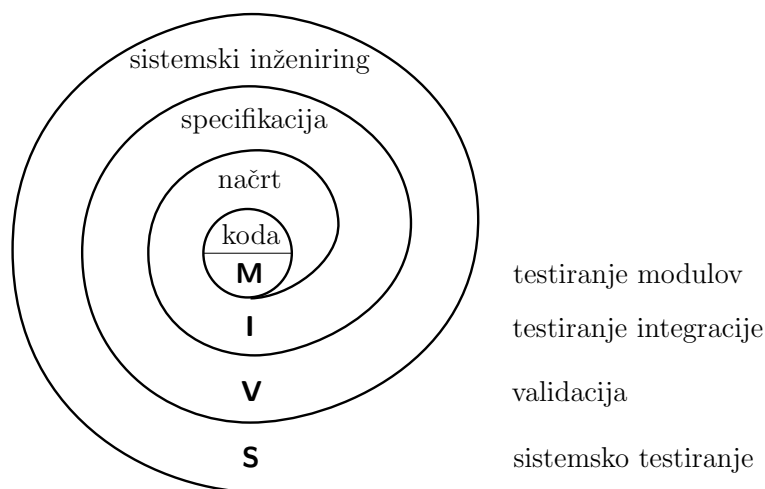 sistemski inženiring
specifikacija
načrt
koda
M testiranje modulov
I testiranje integracije
V validacija
S sistemsko testiranje